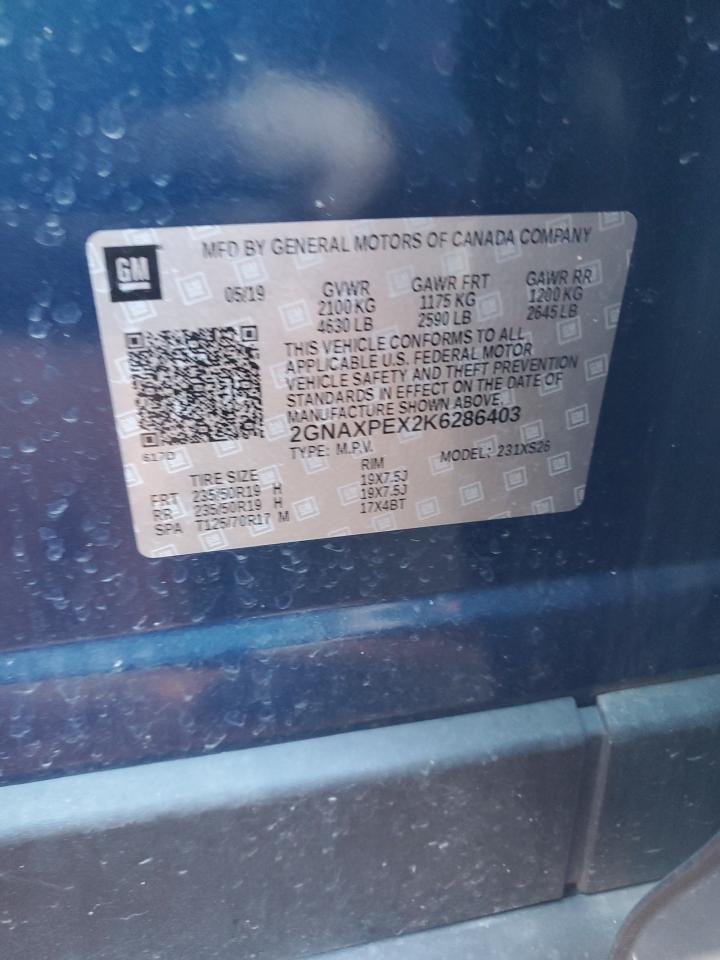 MFD BY GENERAL MOTORS OF CANADA COMPANY
GM
05/19 GVWR GAWR FRT GAWR RR
2100 KG 1175 KG 1200 KG
4630 LB 2590 LB 2645 LB
THIS VEHICLE CONFORMS TO ALL
APPLICABLE U.S. FEDERAL MOTOR
VEHICLE SAFETY AND THEFT PREVENTION
STANDARDS IN EFFECT ON THE DATE OF
MANUFACTURE SHOWN ABOVE.
2GNAXPEX2K6286403
617D TYPE: M.P.V. MODEL: 231XS26
TIRE SIZE RIM
FRT 235/50R19 H 19X7.5J
RR 235/50R19 H 19X7.5J
SPA T125/70R17 M 17X4BT